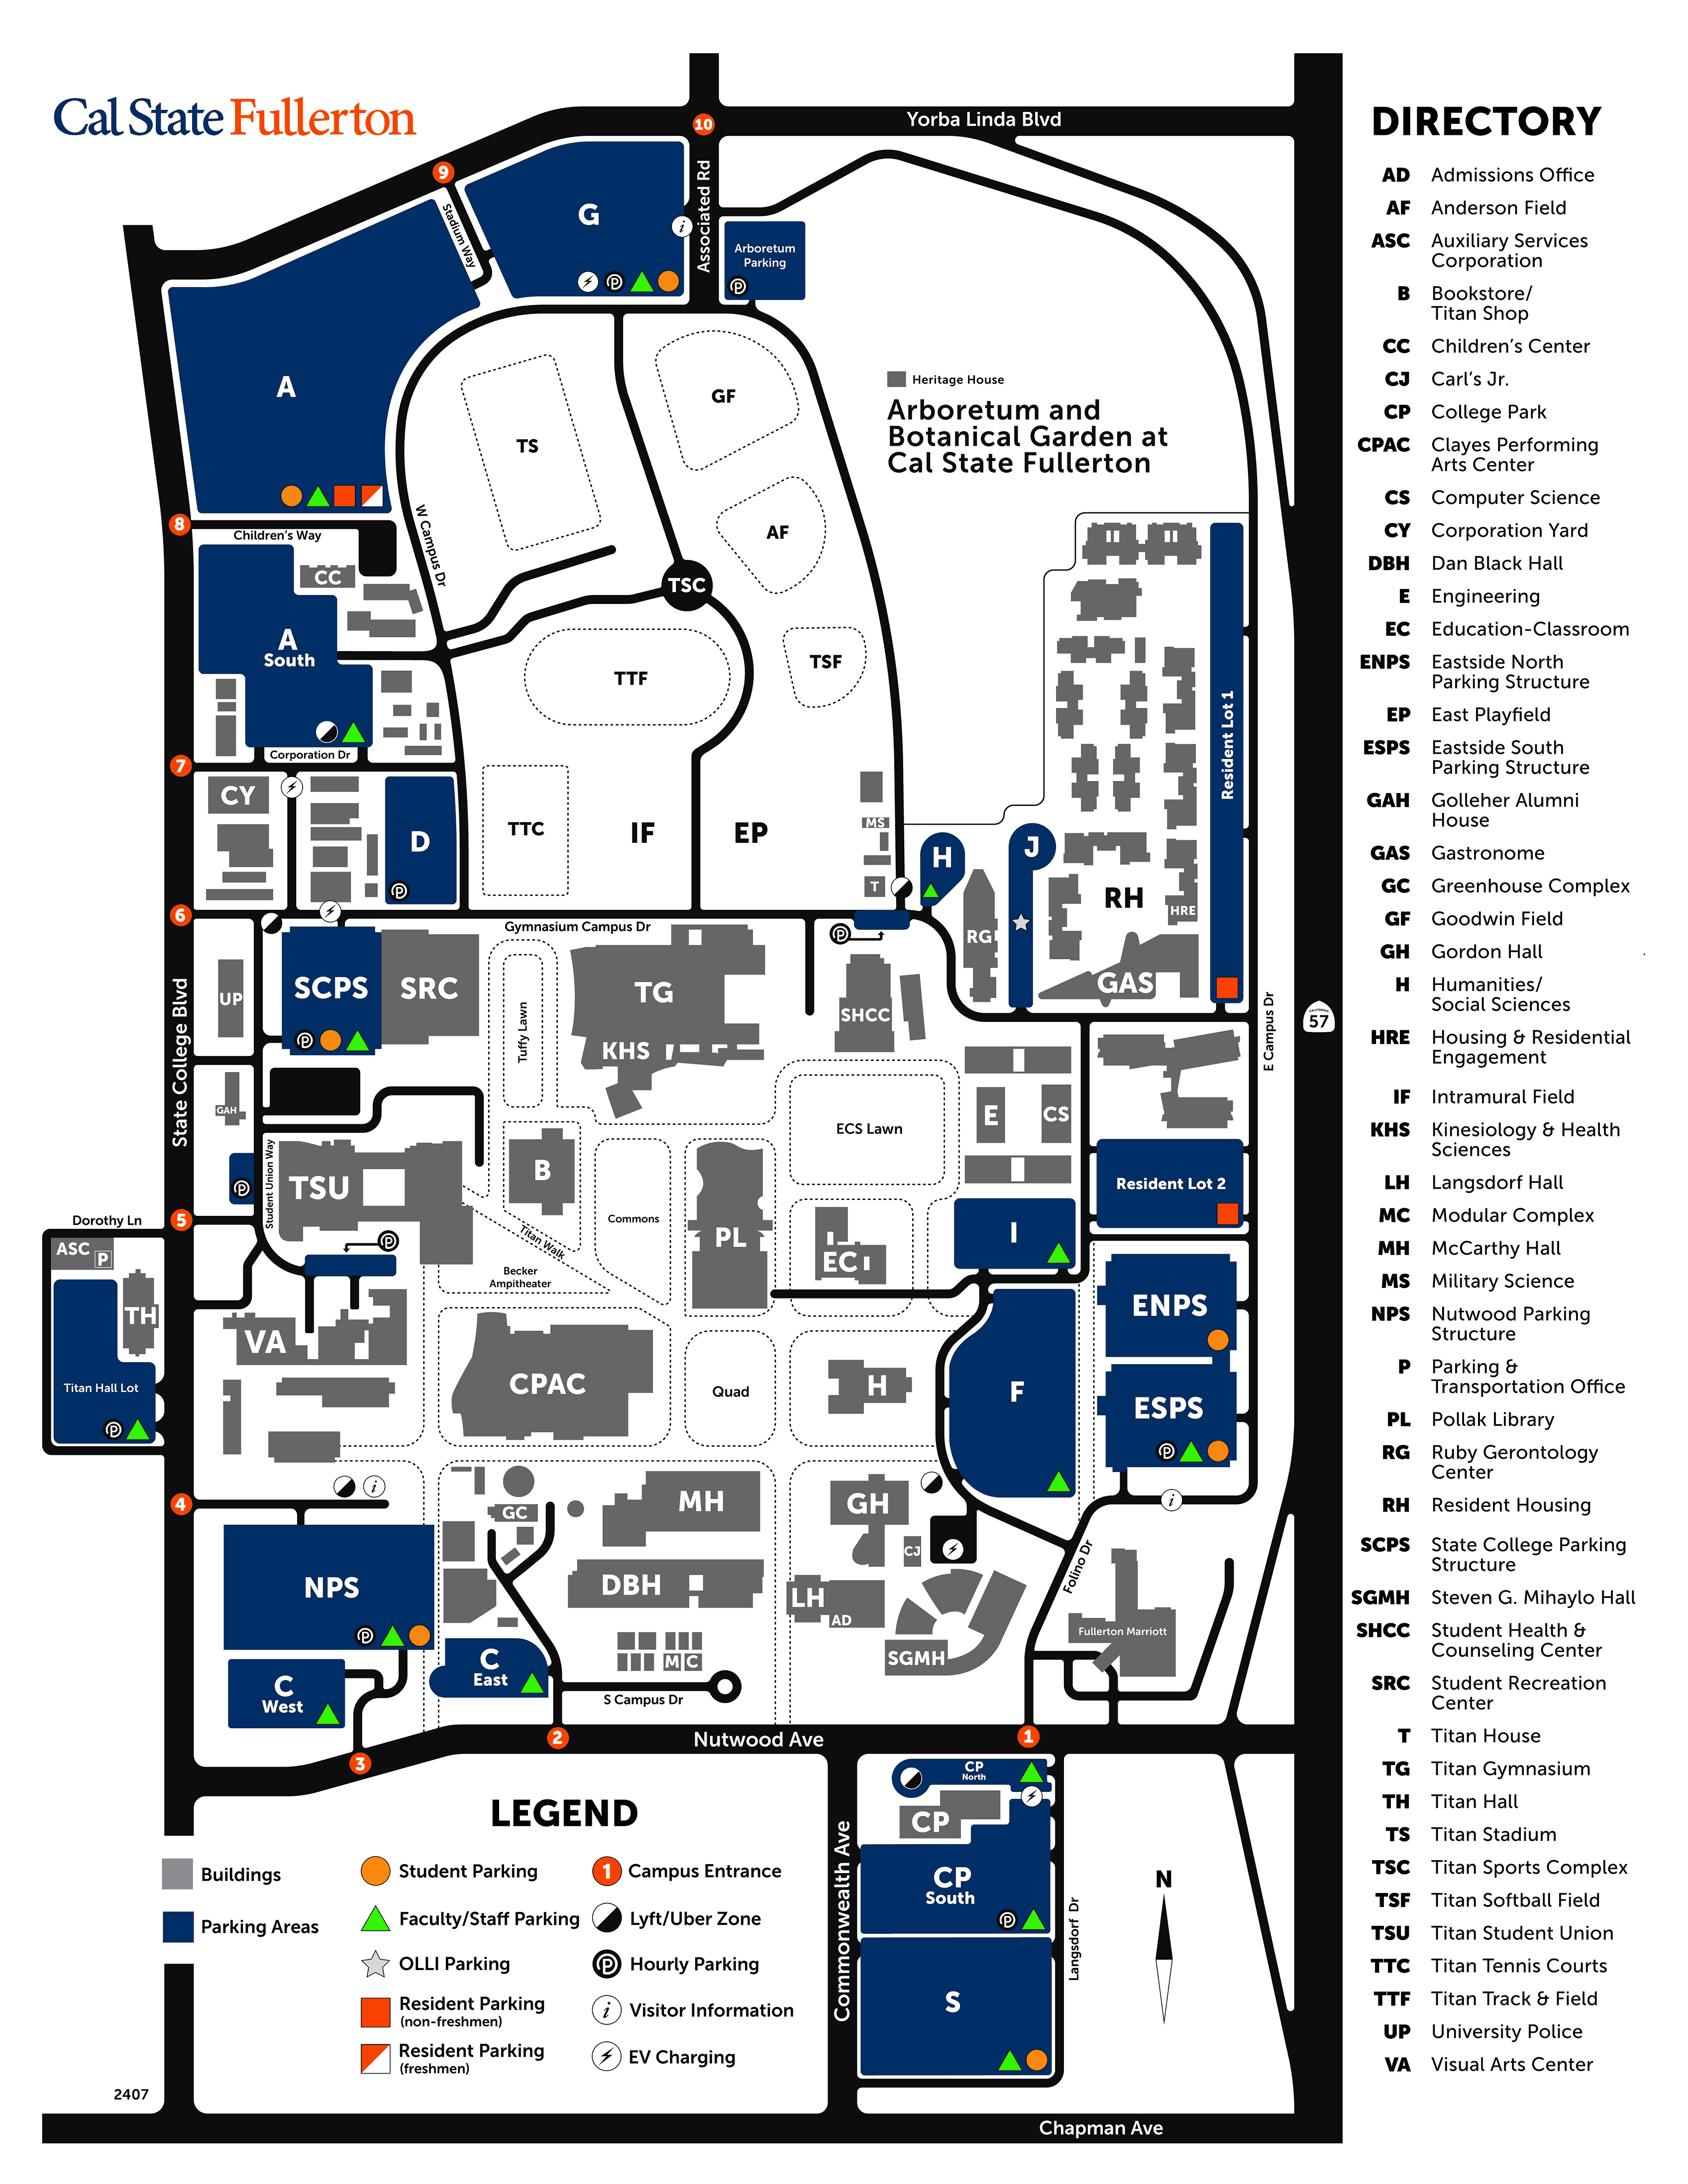 Cal State Fullerton
10
Yorba Linda Blvd
9
Stadium Way
G
Associated Rd
Arboretum
Parking
A
TS
GF
AF
Heritage House
Arboretum and
Botanical Garden at
Cal State Fullerton
W Campus Dr
8
Children's Way
CC
A
South
TSC
TTF
TSF
Resident Lot 1
7
Corporation Dr
CY
D
TTC
IF
EP
MS
T
H
J
RH
HRE
6
Gymnasium Campus Dr
UP
SCPS
SRC
Tuffy Lawn
TG
KHS
SHCC
RG
GAS
E Campus Dr
CALIFORNIA
57
State College Blvd
GAH
Student Union Way
TSU
B
Titan Walk
Commons
PL
ECS Lawn
E
CS
EC
I
Resident Lot 2
5
Dorothy Ln
ASC
P
TH
Titan Hall Lot
Becker
Ampitheater
VA
CPAC
Quad
H
F
ENPS
ESPS
4
NPS
GC
MH
DBH
GH
CJ
LH
AD
SGMH
Folino Dr
Fullerton Marriott
C
West
C
East
M C
S Campus Dr
3
2
Nutwood Ave
1
CP
North
CP
CP
South
S
Commonwealth Ave
Langsdorf Dr
N
Chapman Ave
LEGEND
Buildings
Parking Areas
Student Parking
Faculty/Staff Parking
OLLI Parking
Resident Parking
(non-freshmen)
Resident Parking
(freshmen)
1 Campus Entrance
Lyft/Uber Zone
P Hourly Parking
i Visitor Information
EV Charging
2407
DIRECTORY
AD Admissions Office
AF Anderson Field
ASC Auxiliary Services
Corporation
B Bookstore/
Titan Shop
CC Children's Center
CJ Carl's Jr.
CP College Park
CPAC Clayes Performing
Arts Center
CS Computer Science
CY Corporation Yard
DBH Dan Black Hall
E Engineering
EC Education-Classroom
ENPS Eastside North
Parking Structure
EP East Playfield
ESPS Eastside South
Parking Structure
GAH Golleher Alumni
House
GAS Gastronome
GC Greenhouse Complex
GF Goodwin Field
GH Gordon Hall
H Humanities/
Social Sciences
HRE Housing & Residential
Engagement
IF Intramural Field
KHS Kinesiology & Health
Sciences
LH Langsdorf Hall
MC Modular Complex
MH McCarthy Hall
MS Military Science
NPS Nutwood Parking
Structure
P Parking &
Transportation Office
PL Pollak Library
RG Ruby Gerontology
Center
RH Resident Housing
SCPS State College Parking
Structure
SGMH Steven G. Mihaylo Hall
SHCC Student Health &
Counseling Center
SRC Student Recreation
Center
T Titan House
TG Titan Gymnasium
TH Titan Hall
TS Titan Stadium
TSC Titan Sports Complex
TSF Titan Softball Field
TSU Titan Student Union
TTC Titan Tennis Courts
TTF Titan Track & Field
UP University Police
VA Visual Arts Center